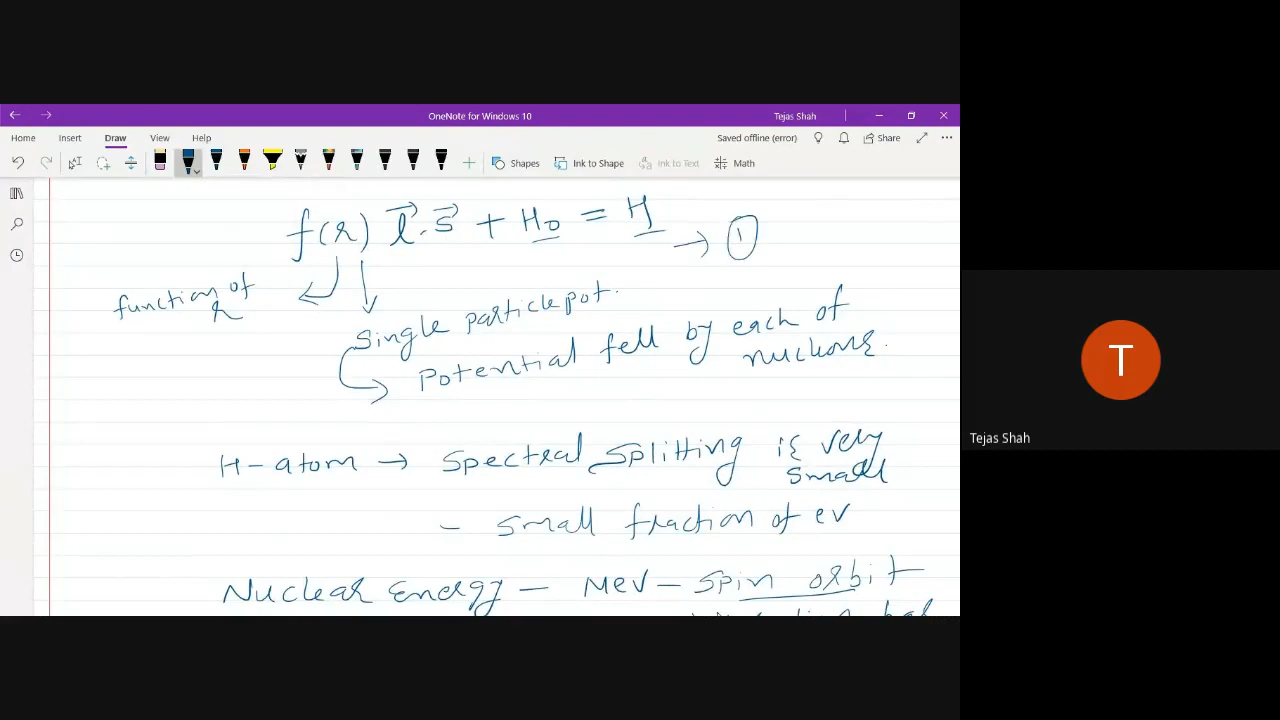 OneNote for Windows 10
Tejas Shah
Home Insert Draw View Help
Saved offline (error) Share
Shapes Ink to Shape Ink to Text Math
f(r) l⃗.s⃗ + H₀ = H → ①
function of r
Single particle pot.
Potential fell by each of nucleons.
H-atom → Spectral Splitting is very small
- small fraction of ev
Nuclear Energy - Mev - spin orbit
T
Tejas Shah